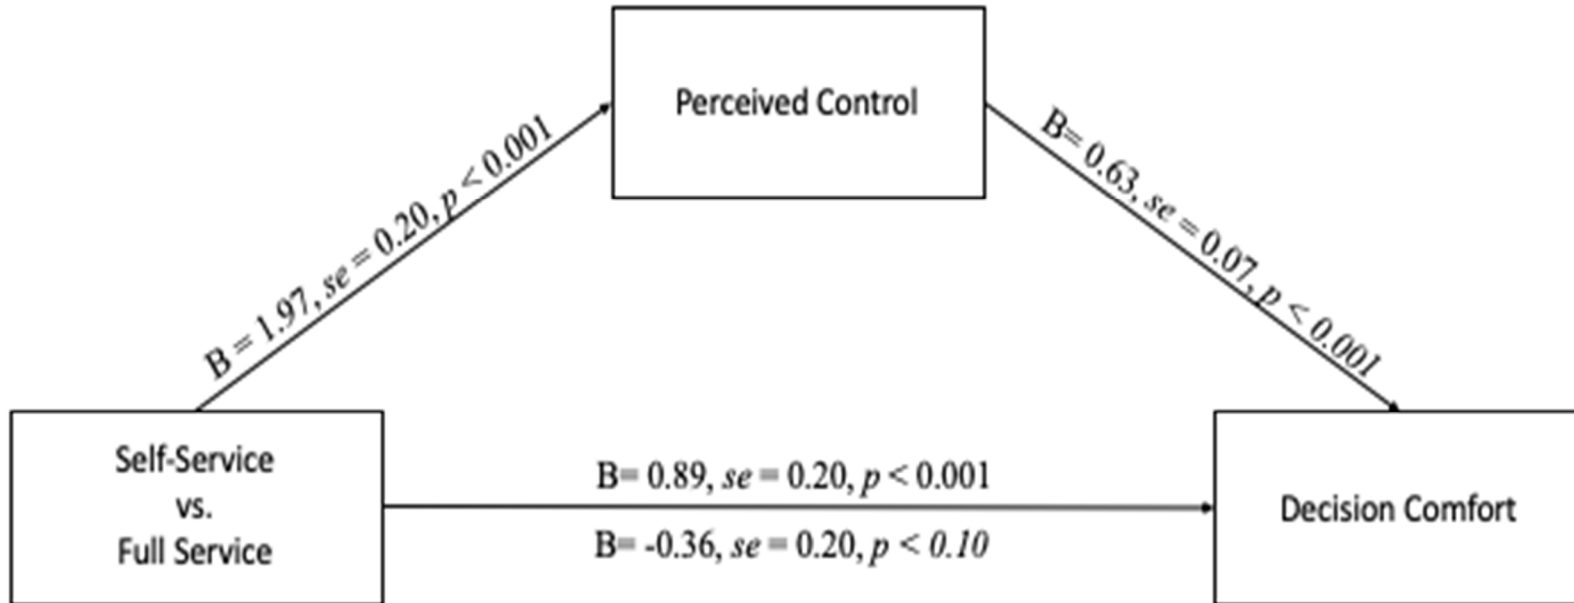 Perceived Control
B = 1.97, se = 0.20, p < 0.001
B= 0.63, se = 0.07, p < 0.001
Self-Service
vs.
Full Service
B= 0.89, se = 0.20, p < 0.001
B= -0.36, se = 0.20, p < 0.10
Decision Comfort